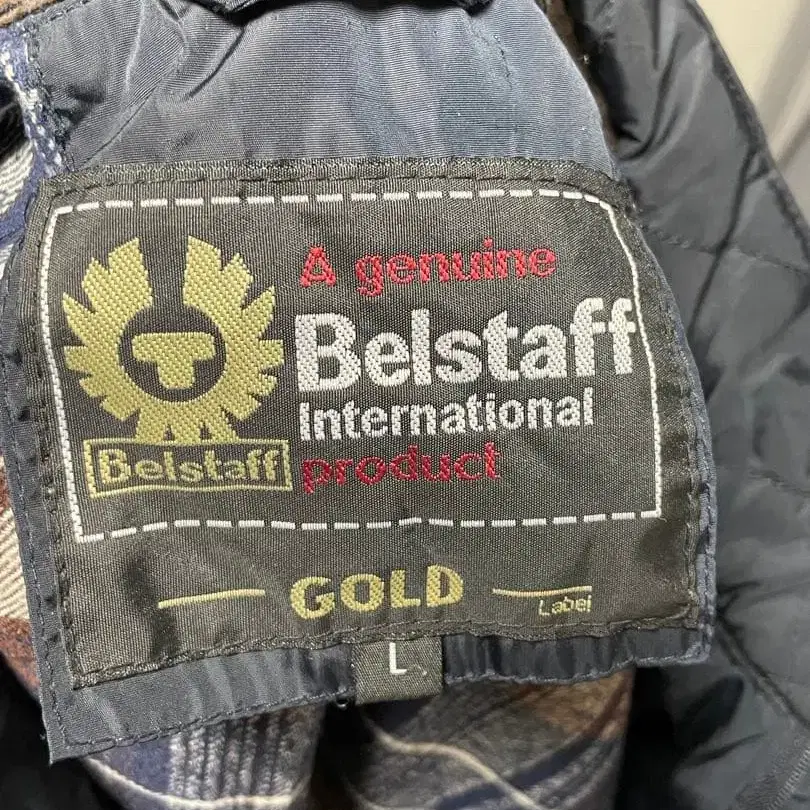 A genuine
Belstaff
International
product
Belstaff
GOLD
Label
L